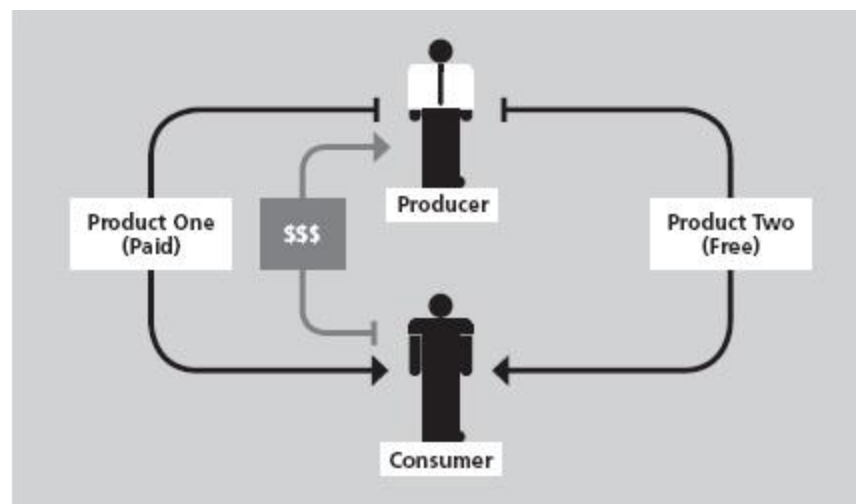 Producer
Product One
(Paid)
$$$
Product Two
(Free)
Consumer